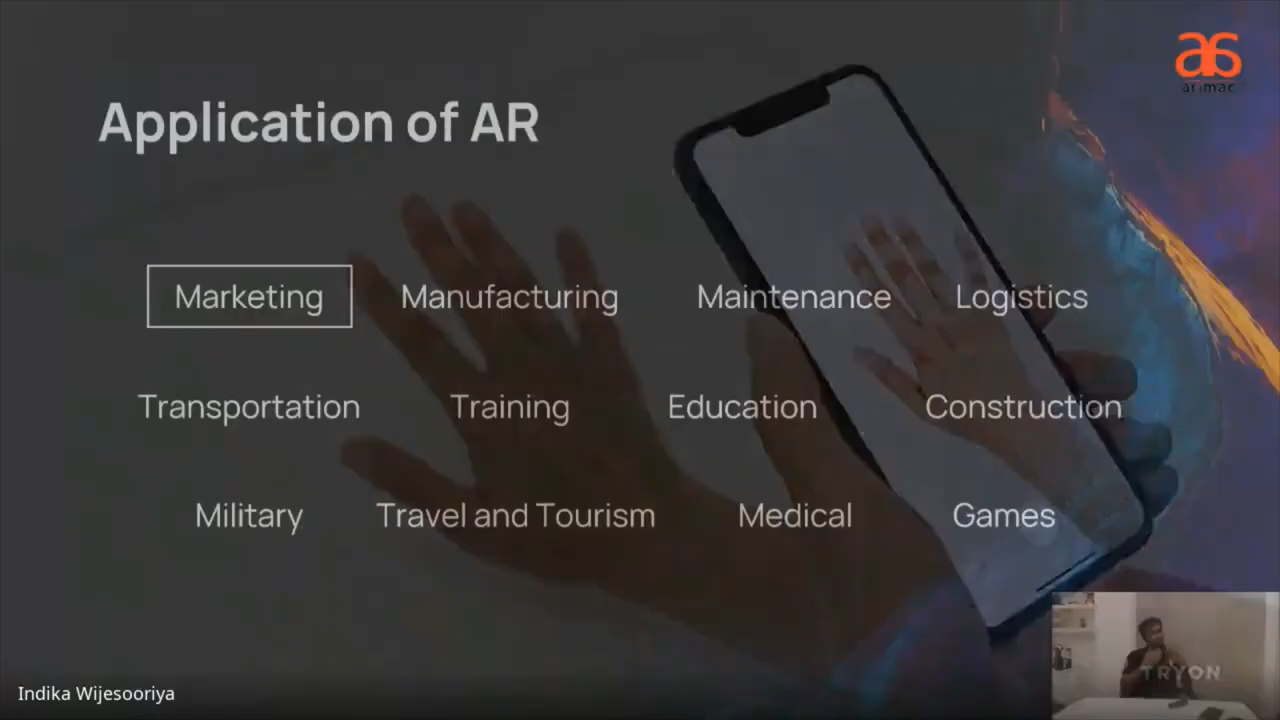 arimac
Application of AR
Marketing Manufacturing Maintenance Logistics
Transportation Training Education Construction
Military Travel and Tourism Medical Games
TRYON
Indika Wijesooriya